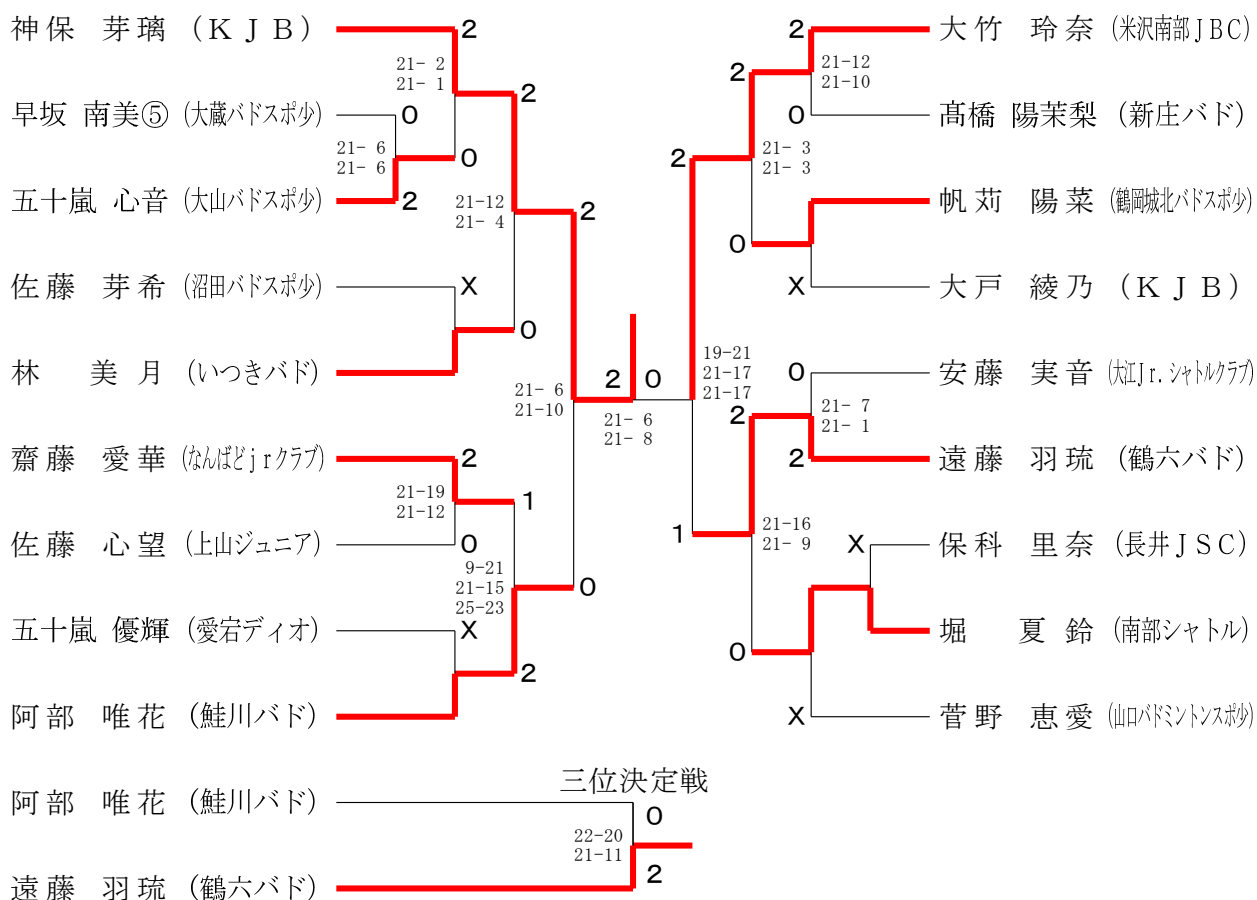 神保 芽璃 (ＫＪＢ)
2
21- 2
21- 1
2
早坂 南美⑤ (大蔵バドスポ少)
0
21- 6
21- 6
0
五十嵐 心音 (大山バドスポ少)
2
21-12
21- 4
2
佐藤 芽希 (沼田バドスポ少)
X
0
林 美月 (いつきバド)
21- 6
21-10
齋藤 愛華 (なんばどｊｒクラブ)
2
21-19
21-12
1
佐藤 心望 (上山ジュニア)
0
9-21
21-15
25-23
0
五十嵐 優輝 (愛宕ディオ)
X
2
阿部 唯花 (鮭川バド)
2 0
21- 6
21- 8
2
大竹 玲奈 (米沢南部ＪＢＣ)
2
21-12
21-10
0
髙橋 陽茉梨 (新庄バド)
2
21- 3
21- 3
帆苅 陽菜 (鶴岡城北バドスポ少)
0
X
大戸 綾乃 (ＫＪＢ)
19-21
21-17
21-17
0
安藤 実音 (大江Ｊｒ．シャトルクラブ)
2
21- 7
21- 1
2
遠藤 羽琉 (鶴六バド)
1
21-16
21- 9
X
保科 里奈 (長井ＪＳＣ)
堀 夏鈴 (南部シャトル)
0
X
菅野 恵愛 (山口バドミントンスポ少)
三位決定戦
阿部 唯花 (鮭川バド)
0
22-20
21-11
2
遠藤 羽琉 (鶴六バド)